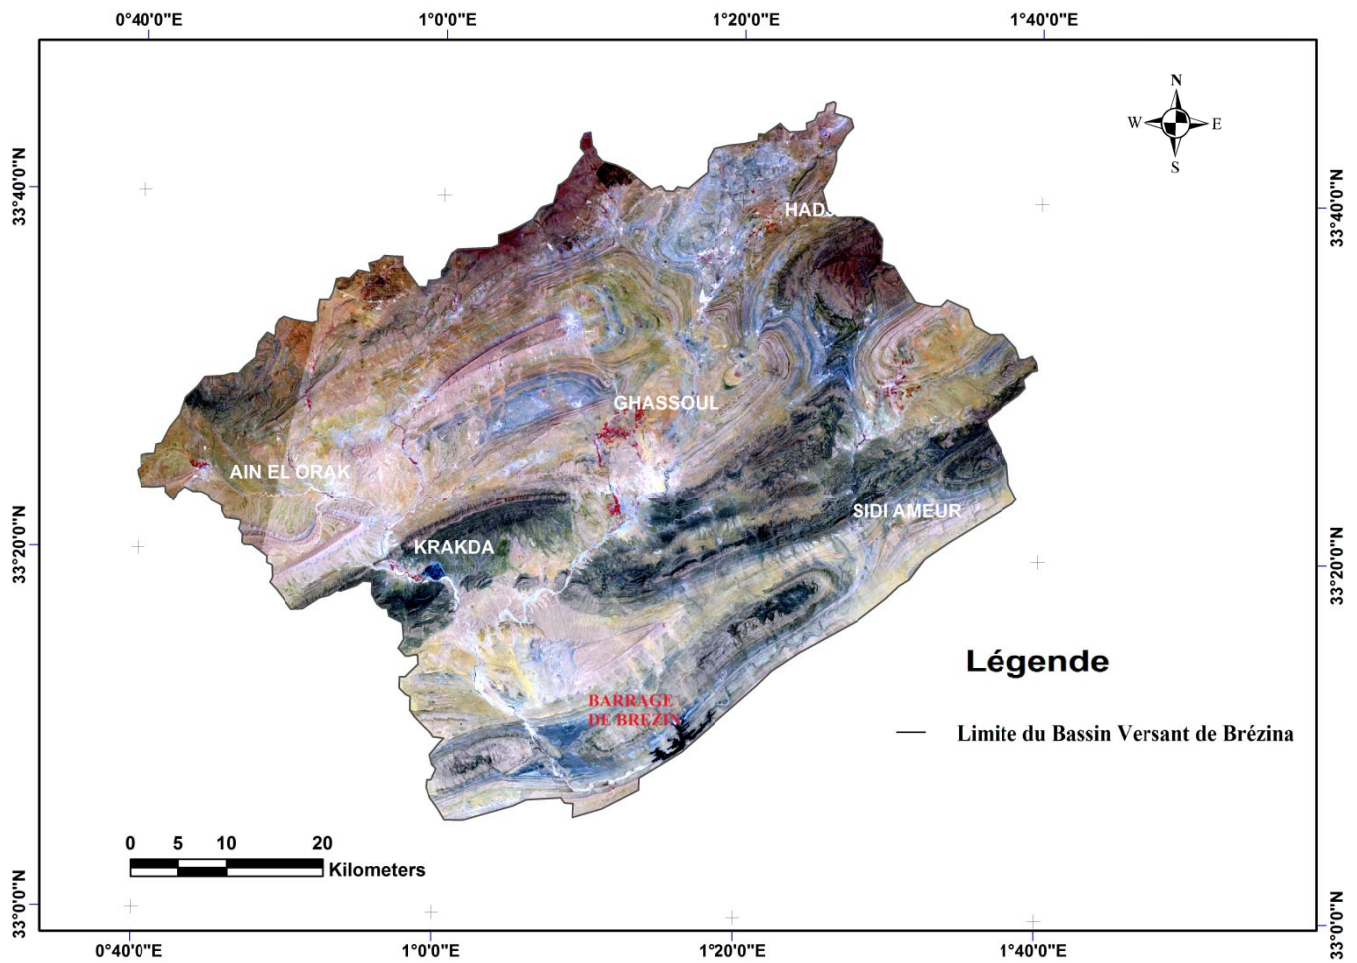 0°40'0"E
1°0'0"E
1°20'0"E
1°40'0"E
N
W
E
S
33°40'0"N
33°40'0"N
HADJ
GHASSOUL
AIN EL ORAK
SIDI AMEUR
KRAKDA
33°20'0"N
33°20'0"N
Légende
BARRAGE
DE BREZIN
Limite du Bassin Versant de Brézina
0 5 10 20
Kilometers
33°0'0"N
33°0'0"N
0°40'0"E
1°0'0"E
1°20'0"E
1°40'0"E